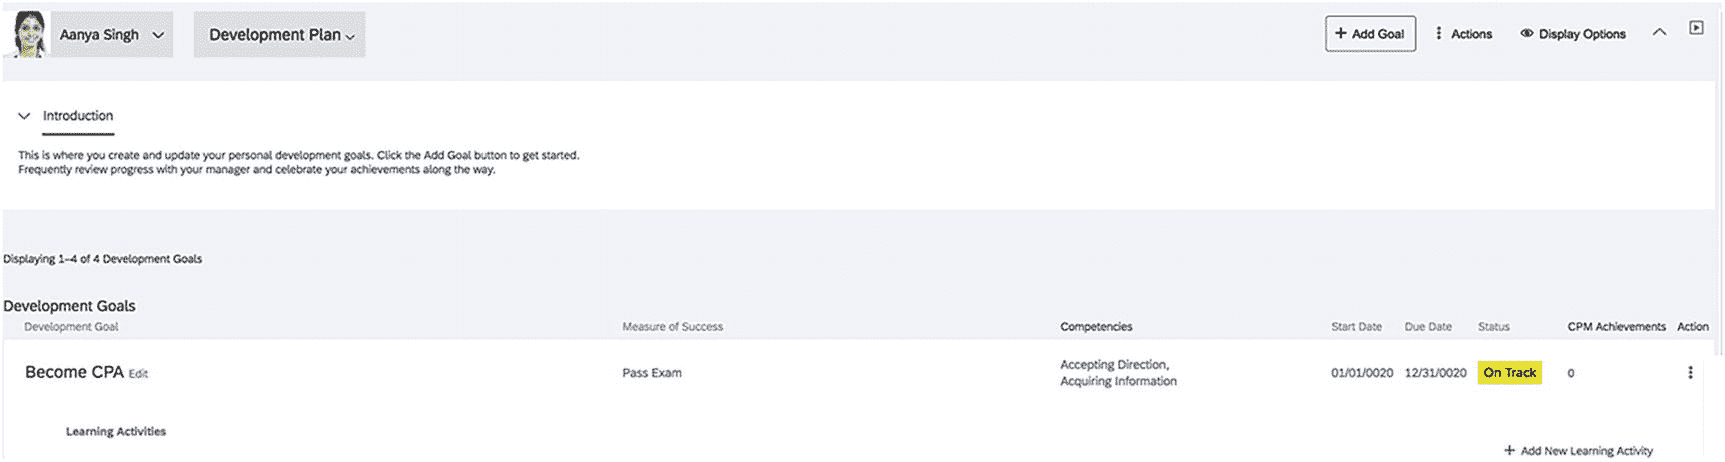 Aanya Singh Development Plan + Add Goal Actions Display Options
Introduction
This is where you create and update your personal development goals. Click the Add Goal button to get started.
Frequently review progress with your manager and celebrate your achievements along the way.
Displaying 1–4 of 4 Development Goals
Development Goals
Development Goal Measure of Success Competencies Start Date Due Date Status CPM Achievements Action
Become CPA Edit Pass Exam Accepting Direction, 01/01/0020 12/31/0020 On Track 0
Acquiring Information
Learning Activities
+ Add New Learning Activity